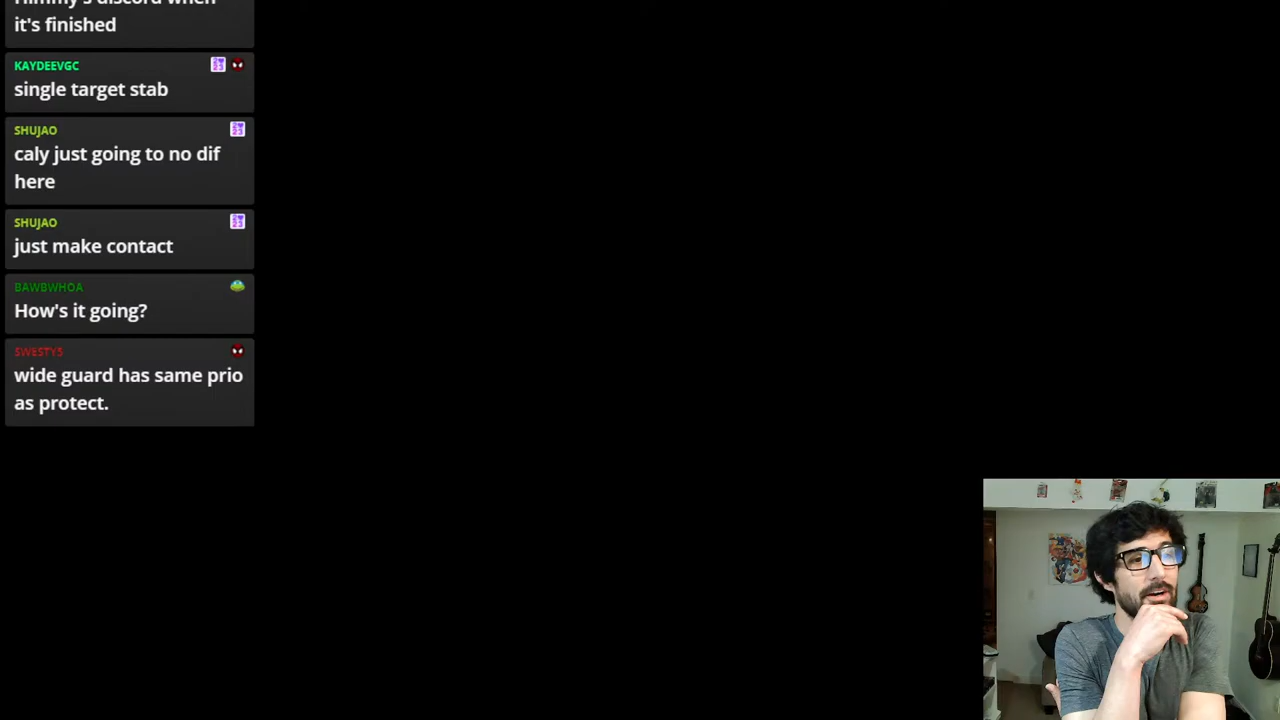 it's finished
KAYDEEVGC
single target stab
SHUJAO
caly just going to no dif
here
SHUJAO
just make contact
BAWBWHOA
How's it going?
SWESTY5
wide guard has same prio
as protect.